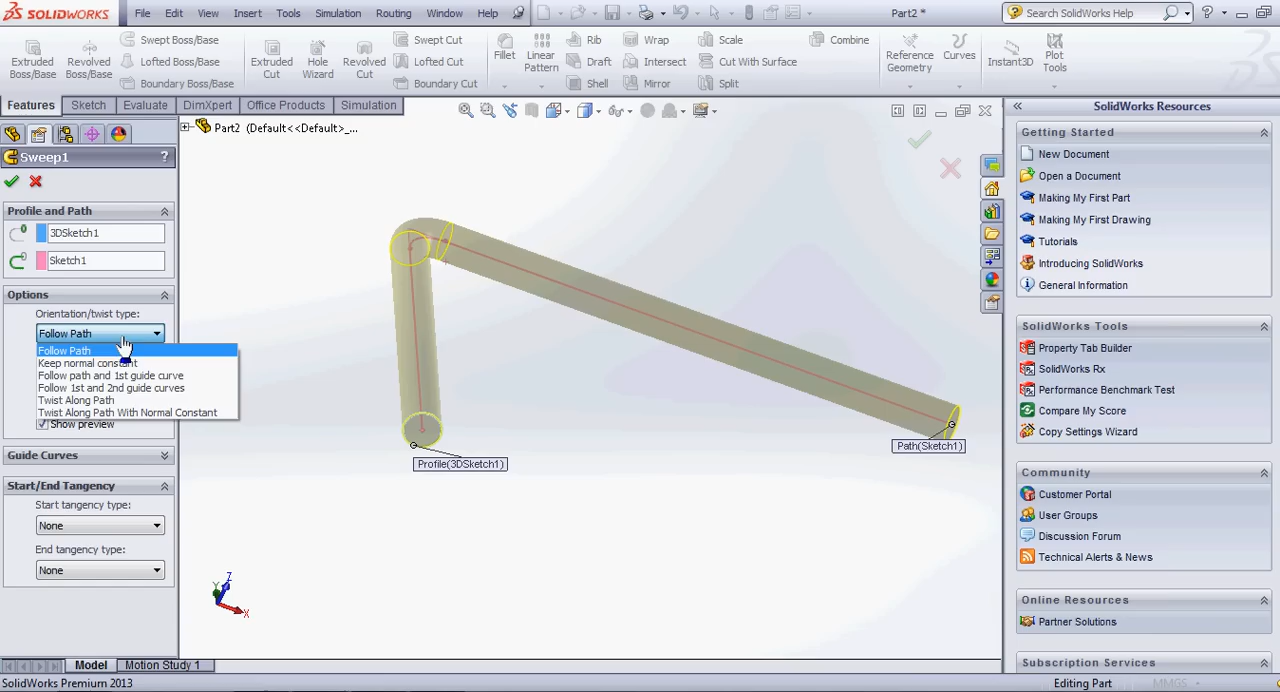 SOLIDWORKS File Edit View Insert Tools Simulation Routing Window Help Part2 * Search SolidWorks Help
Extruded Boss/Base
Revolved Boss/Base
Swept Boss/Base
Lofted Boss/Base
Boundary Boss/Base
Extruded Cut
Hole Wizard
Revolved Cut
Swept Cut
Lofted Cut
Boundary Cut
Fillet
Linear Pattern
Rib
Draft
Shell
Wrap
Intersect
Mirror
Scale
Cut With Surface
Split
Combine
Reference Geometry
Curves
Instant3D
Plot Tools
Features Sketch Evaluate DimXpert Office Products Simulation
Part2 (Default<<Default>_...
Sweep1 ?
Profile and Path
3DSketch1
Sketch1
Options
Orientation/twist type:
Follow Path
Follow Path
Keep normal constant
Follow path and 1st guide curve
Follow 1st and 2nd guide curves
Twist Along Path
Twist Along Path With Normal Constant
Show preview
Guide Curves
Start/End Tangency
Start tangency type:
None
End tangency type:
None
Profile(3DSketch1)
Path(Sketch1)
Y
Z
X
SolidWorks Resources
Getting Started
New Document
Open a Document
Making My First Part
Making My First Drawing
Tutorials
Introducing SolidWorks
General Information
SolidWorks Tools
Property Tab Builder
SolidWorks Rx
Performance Benchmark Test
Compare My Score
Copy Settings Wizard
Community
Customer Portal
User Groups
Discussion Forum
Technical Alerts & News
Online Resources
Partner Solutions
Subscription Services
Model Motion Study 1
SolidWorks Premium 2013 Editing Part MMGS